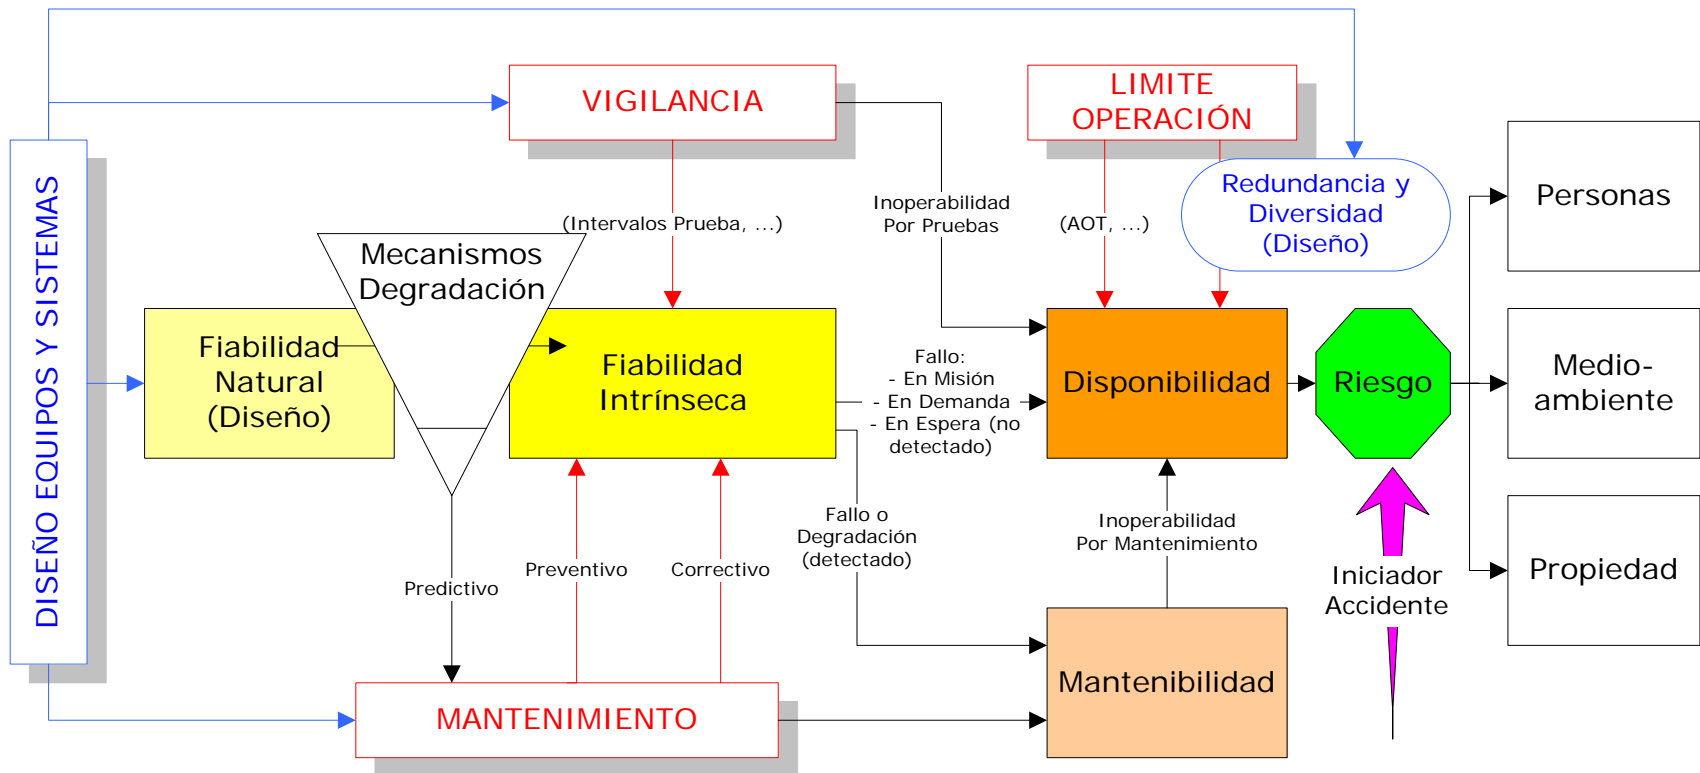 DISEÑO EQUIPOS Y SISTEMAS
VIGILANCIA
LIMITE
OPERACIÓN
Redundancia y
Diversidad
(Diseño)
Personas
Inoperabilidad
Por Pruebas
(Intervalos Prueba, ...)
(AOT, ...)
Mecanismos
Degradación
Fiabilidad
Natural
(Diseño)
Fiabilidad
Intrínseca
Fallo:
- En Misión
- En Demanda
- En Espera (no
detectado)
Disponibilidad
Riesgo
Medio-
ambiente
Fallo o
Degradación
(detectado)
Inoperabilidad
Por Mantenimiento
Predictivo
Preventivo
Correctivo
Iniciador
Accidente
Propiedad
Mantenibilidad
MANTENIMIENTO